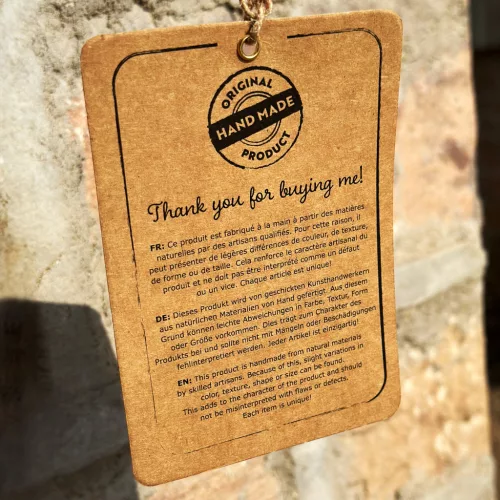 ORIGINAL
HAND MADE
PRODUCT
Thank you for buying me!
FR: Ce produit est fabriqué à la main à partir des matières
naturelles par des artisans qualifiés. Pour cette raison, il
peut présenter de légères différences de couleur, de texture,
de forme ou de taille. Cela renforce le caractère artisanal du
produit et ne doit pas être interprété comme un défaut
ou un vice. Chaque article est unique!
DE: Dieses Produkt wird von geschickten Kunsthandwerkern
aus natürlichen Materialien von Hand gefertigt. Aus diesem
Grund können leichte Abweichungen in Farbe, Textur, Form
oder Größe vorkommen. Dies trägt zum Charakter des
Produkts bei und sollte nicht mit Mängeln oder Beschädigungen
fehlinterpretiert werden. Jeder Artikel ist einzigartig!
EN: This product is handmade from natural materials
by skilled artisans. Because of this, slight variations in
color, texture, shape or size can be found.
This adds to the character of the product and should
not be misinterpreted with flaws or defects.
Each item is unique!